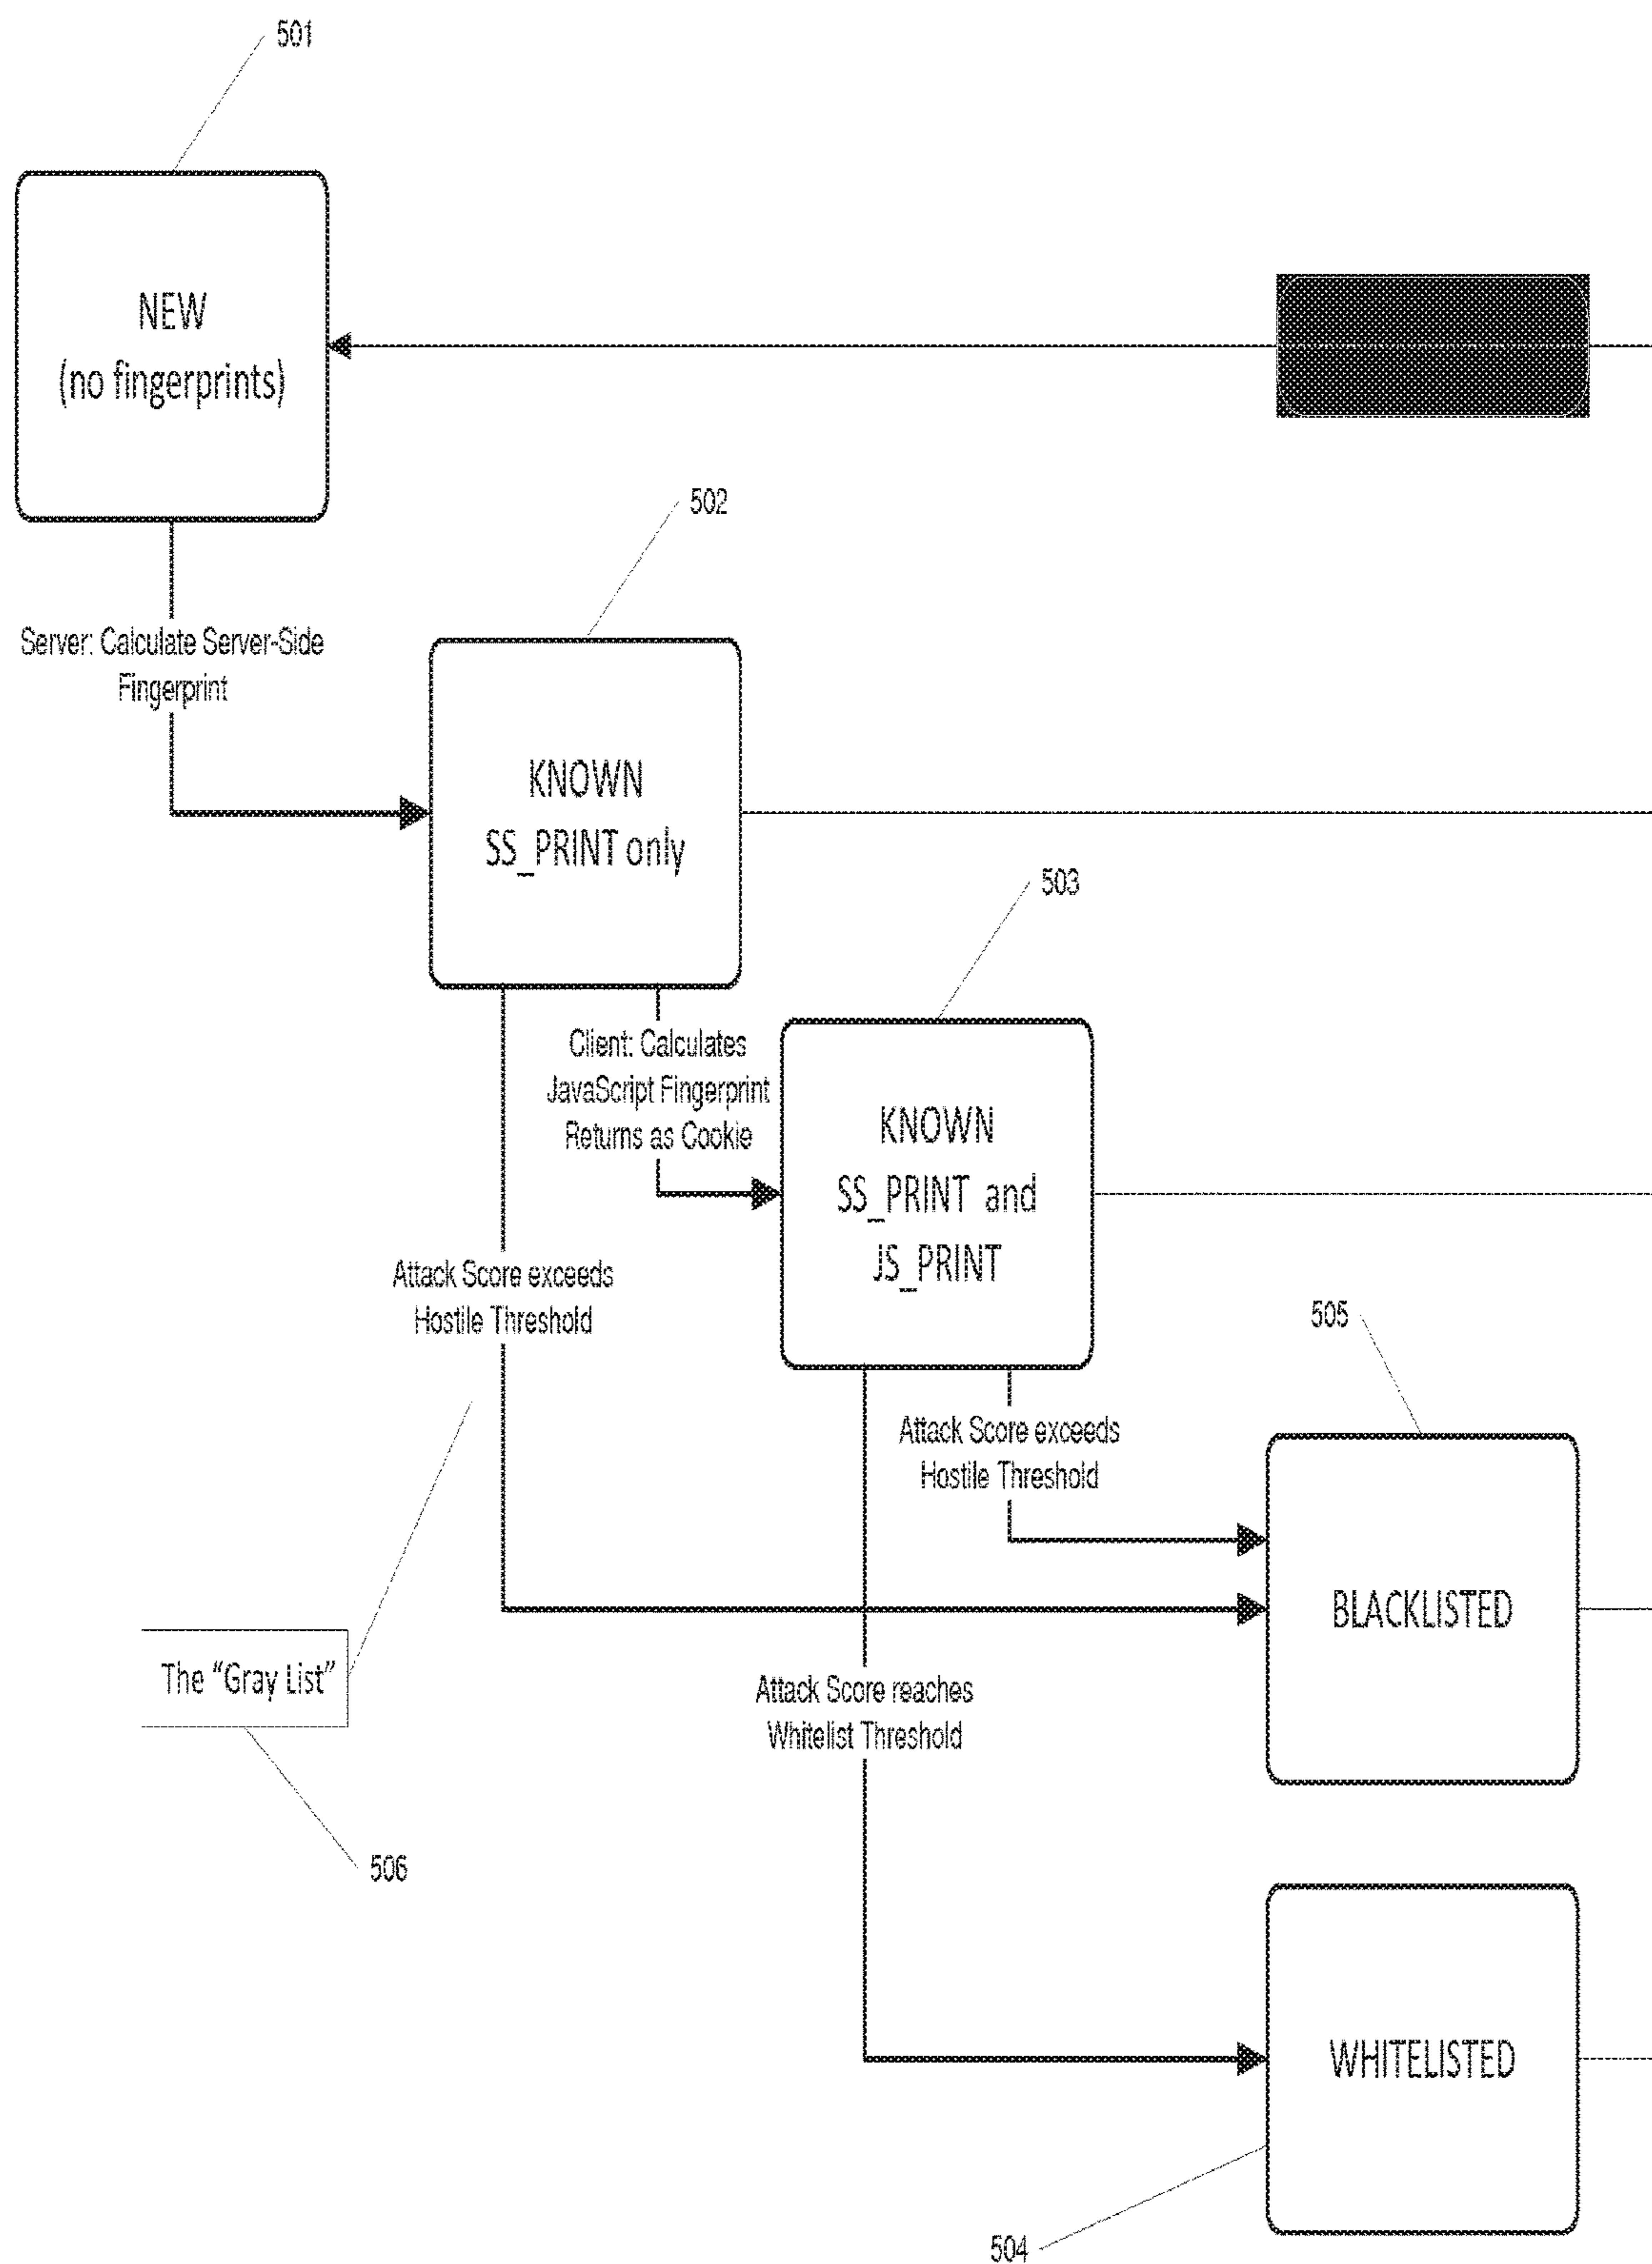 501
NEW
(no fingerprints)
502
Server: Calculate Server-Side
Fingerprint
KNOWN
SS_PRINT only
503
Client: Calculates
JavaScript Fingerprint
Returns as Cookie
KNOWN
SS_PRINT and
JS_PRINT
Attack Score exceeds
Hostile Threshold
505
Attack Score exceeds
Hostile Threshold
BLACKLISTED
The “Gray List”
Attack Score reaches
Whitelist Threshold
506
WHITELISTED
504